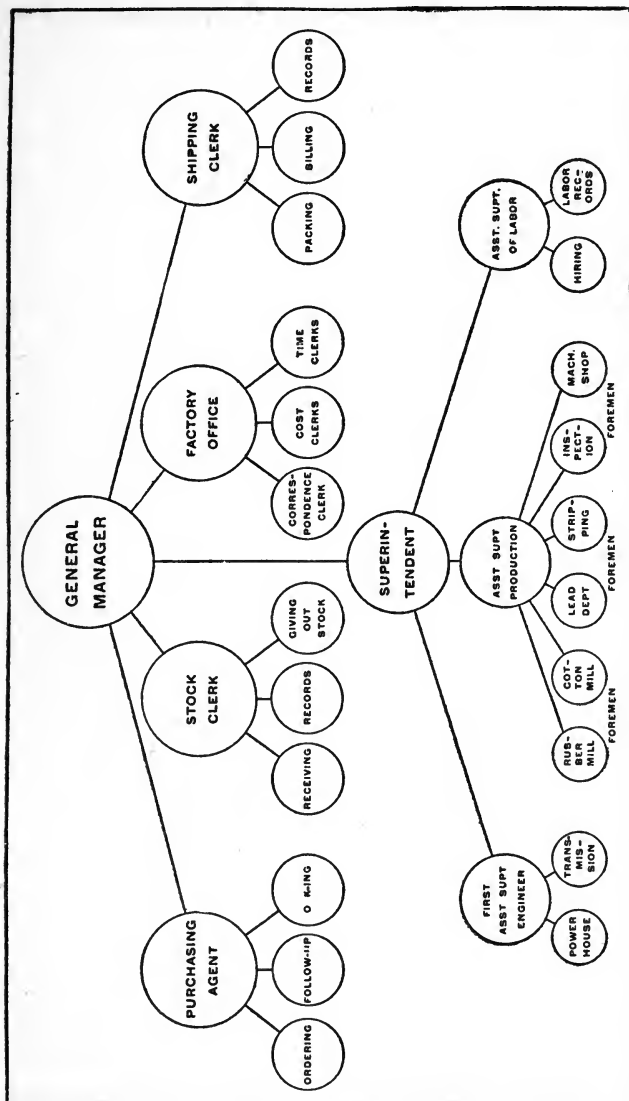 GENERAL
MANAGER
PURCHASING
AGENT
ORDERING
FOLLOW-UP
O K-ING
STOCK
CLERK
RECEIVING
RECORDS
GIVING
OUT
STOCK
FACTORY
OFFICE
CORRES-
PONDENCE
CLERK
COST
CLERKS
TIME
CLERKS
SHIPPING
CLERK
PACKING
BILLING
RECORDS
SUPERIN-
TENDENT
FIRST
ASST SUPT
ENGINEER
POWER
HOUSE
TRANS-
MIS-
SION
ASST SUPT
PRODUCTION
RUB-
BER
MILL
COT-
TON
MILL
LEAD
DEPT
STRIP-
PING
INS-
PECT-
ION
MACH.
SHOP
FOREMEN
FOREMEN
FOREMEN
ASST. SUPT.
OF LABOR
HIRING
LABOR
REC-
ORDS